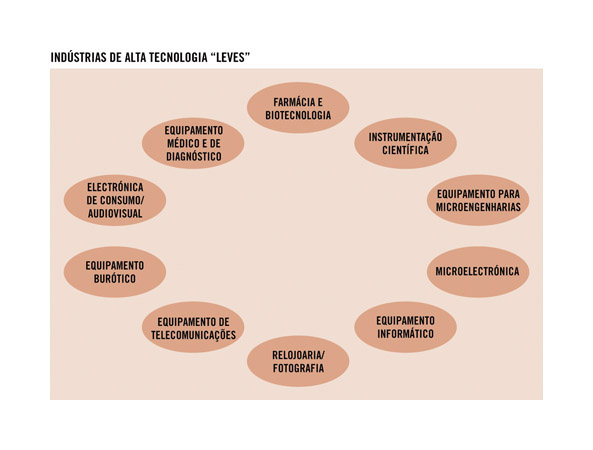 INDÚSTRIAS DE ALTA TECNOLOGIA “LEVES”
FARMÁCIA E
BIOTECNOLOGIA
EQUIPAMENTO
MÉDICO E DE
DIAGNÓSTICO
INSTRUMENTAÇÃO
CIENTÍFICA
ELECTRÓNICA
DE CONSUMO/
AUDIOVISUAL
EQUIPAMENTO PARA
MICROENGENHARIAS
EQUIPAMENTO
BURÓTICO
MICROELECTRÓNICA
EQUIPAMENTO DE
TELECOMUNICAÇÕES
EQUIPAMENTO
INFORMÁTICO
RELOJOARIA/
FOTOGRAFIA